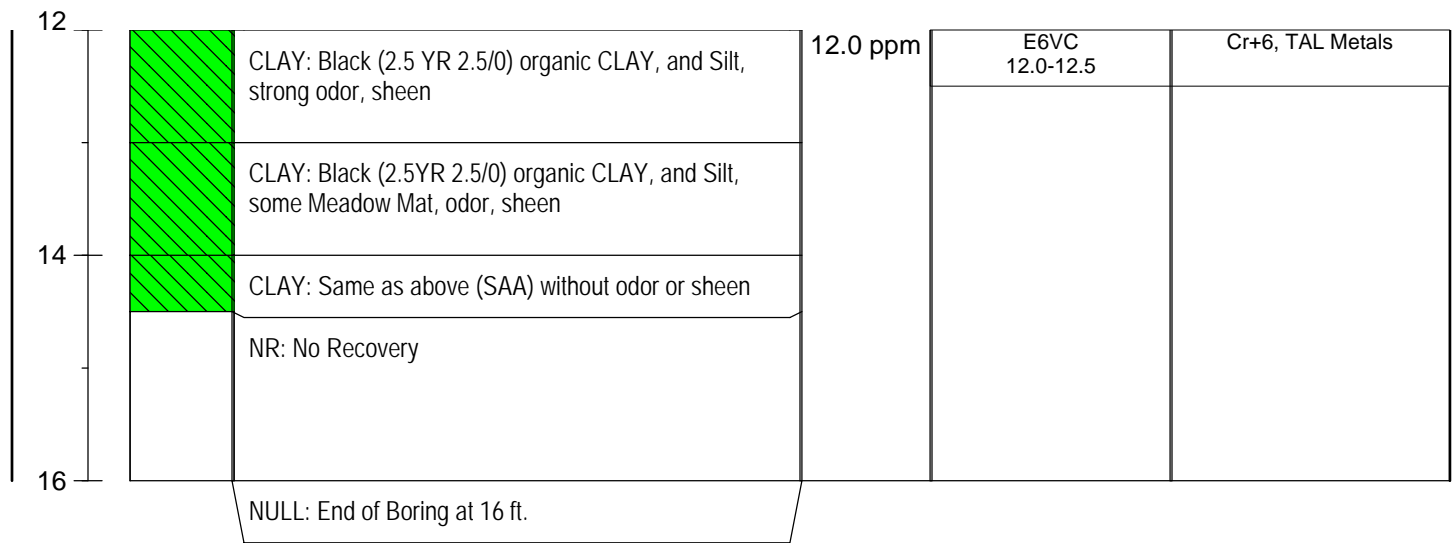 12
CLAY: Black (2.5 YR 2.5/0) organic CLAY, and Silt,
strong odor, sheen
12.0 ppm
E6VC
12.0-12.5
Cr+6, TAL Metals
CLAY: Black (2.5YR 2.5/0) organic CLAY, and Silt,
some Meadow Mat, odor, sheen
14
CLAY: Same as above (SAA) without odor or sheen
NR: No Recovery
16
NULL: End of Boring at 16 ft.